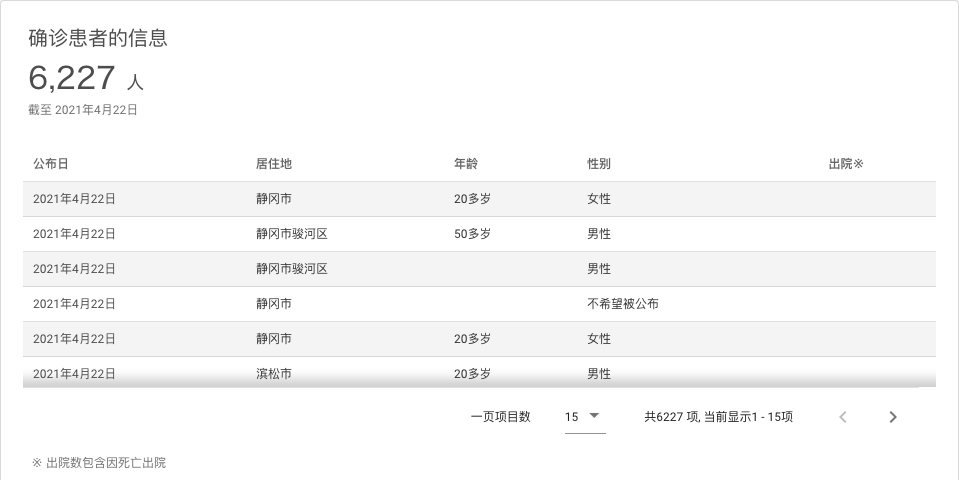 确诊患者的信息
6,227 人
截至 2021年4月22日
公布日 居住地 年龄 性别 出院※
2021年4月22日 静冈市 20多岁 女性
2021年4月22日 静冈市骏河区 50多岁 男性
2021年4月22日 静冈市骏河区 男性
2021年4月22日 静冈市 不希望被公布
2021年4月22日 静冈市 20多岁 女性
2021年4月22日 滨松市 20多岁 男性
一页项目数 15 共6227 项, 当前显示1 - 15项
※ 出院数包含因死亡出院